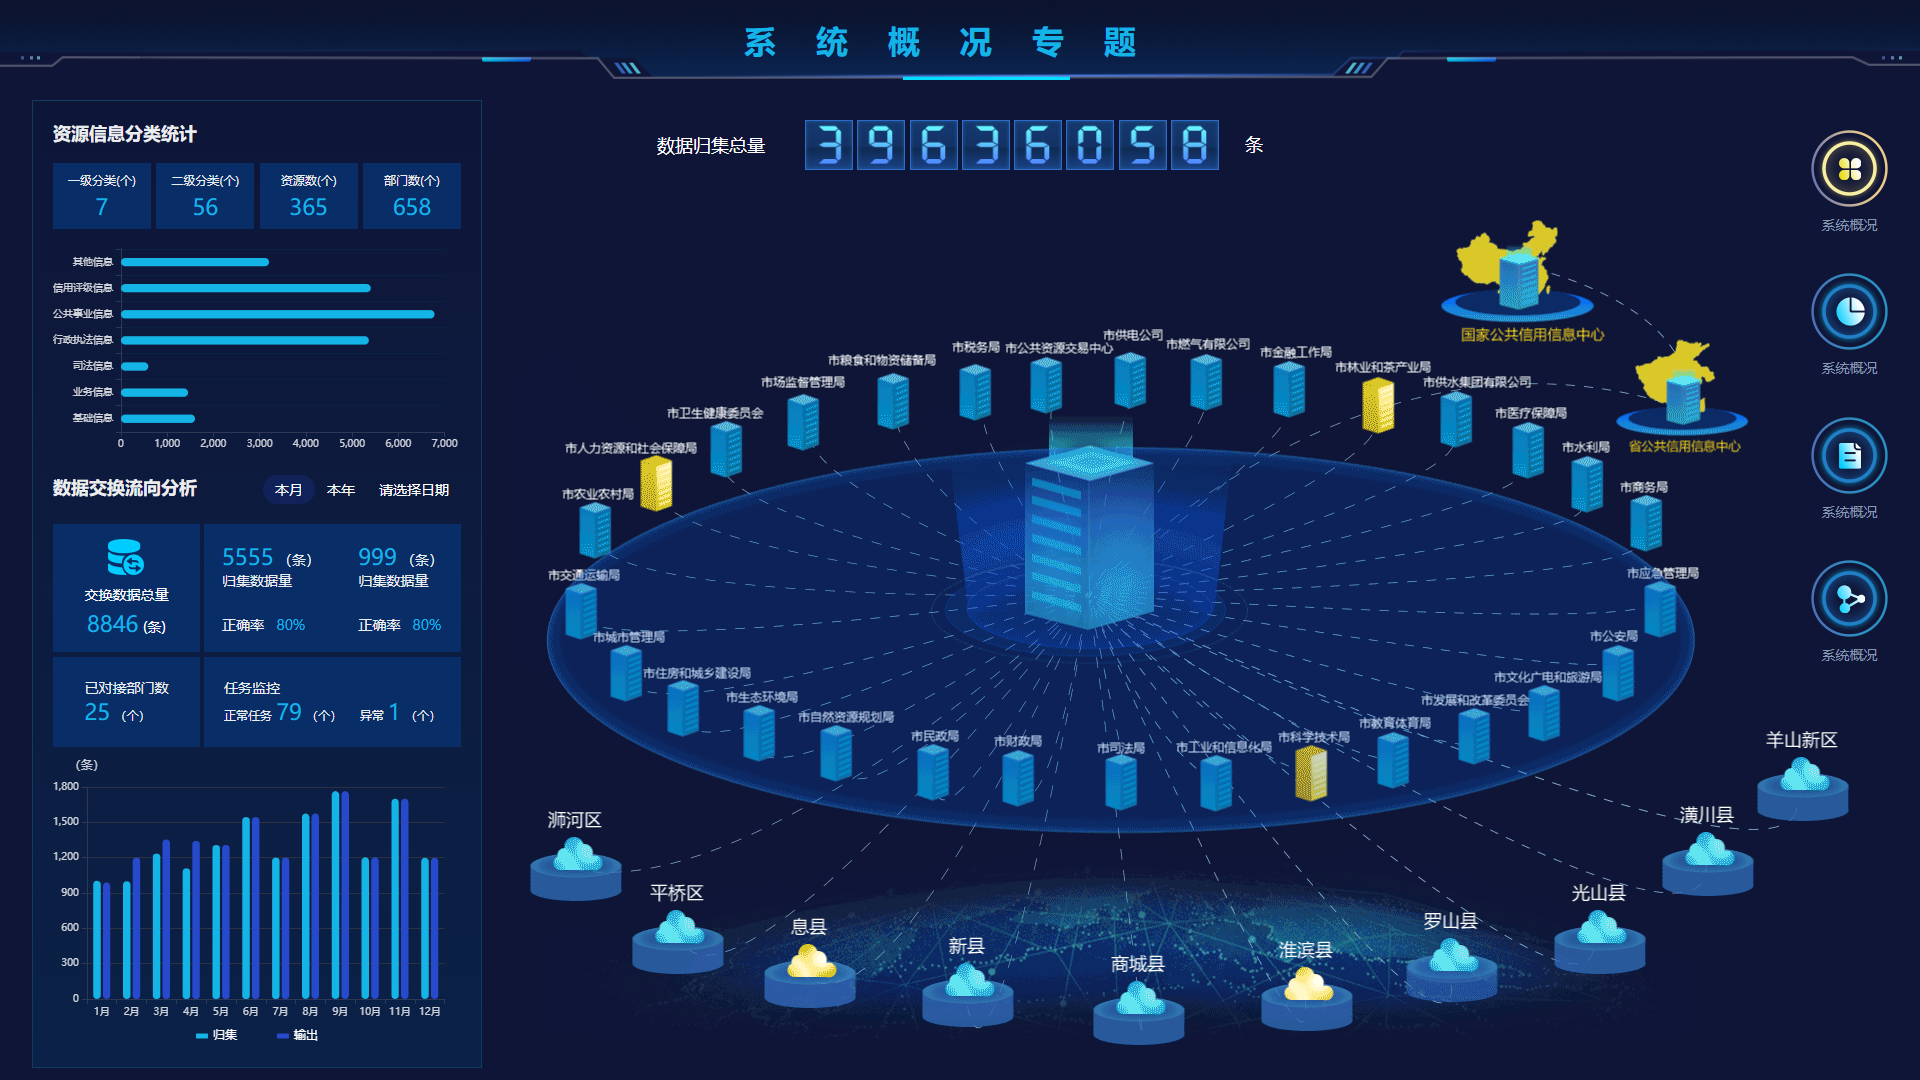 系统概况专题
资源信息分类统计
一级分类(个) 二级分类(个) 资源数(个) 部门数(个)
7 56 365 658
其他信息
信用评级信息
公共事业信息
行政执法信息
司法信息
业务信息
基础信息
0 1,000 2,000 3,000 4,000 5,000 6,000 7,000
数据交换流向分析 本月 本年 请选择日期
交换数据总量
8846 (条)
5555 (条) 999 (条)
归集数据量 归集数据量
正确率 80% 正确率 80%
已对接部门数
25 (个)
任务监控
正常任务 79 (个) 异常 1 (个)
(条)
1,800
1,500
1,200
900
600
300
0
1月 2月 3月 4月 5月 6月 7月 8月 9月 10月 11月 12月
归集 输出
数据归集总量 39636058 条
国家公共信用信息中心
省公共信用信息中心
市供电公司
市税务局
市公共资源交易中心
市燃气有限公司
市粮食和物资储备局
市金融工作局
市林业和茶产业局
市场监督管理局
市供水集团有限公司
市卫生健康委员会
市医疗保障局
市人力资源和社会保障局
市水利局
市农业农村局
市商务局
市交通运输局
市应急管理局
市城市管理局
市公安局
市住房和城乡建设局
市文化广电和旅游局
市生态环境局
市发展和改革委员会
市自然资源规划局
市教育体育局
市民政局
市财政局
市司法局
市工业和信息化局
市科学技术局
羊山新区
潢川县
浉河区
平桥区
光山县
息县
罗山县
新县
淮滨县
商城县
系统概况
系统概况
系统概况
系统概况